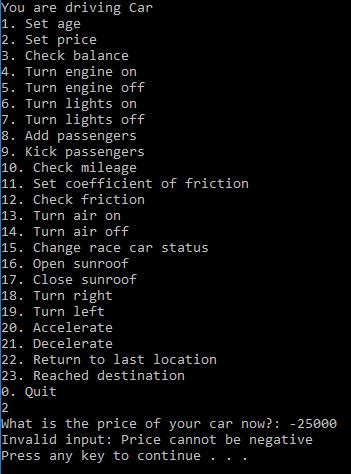 You are driving Car
1. Set age
2. Set price
3. Check balance
4. Turn engine on
5. Turn engine off
6. Turn lights on
7. Turn lights off
8. Add passengers
9. Kick passengers
10. Check mileage
11. Set coefficient of friction
12. Check friction
13. Turn air on
14. Turn air off
15. Change race car status
16. Open sunroof
17. Close sunroof
18. Turn right
19. Turn left
20. Accelerate
21. Decelerate
22. Return to last location
23. Reached destination
0. Quit
2
What is the price of your car now?: -25000
Invalid input: Price cannot be negative
Press any key to continue . . .